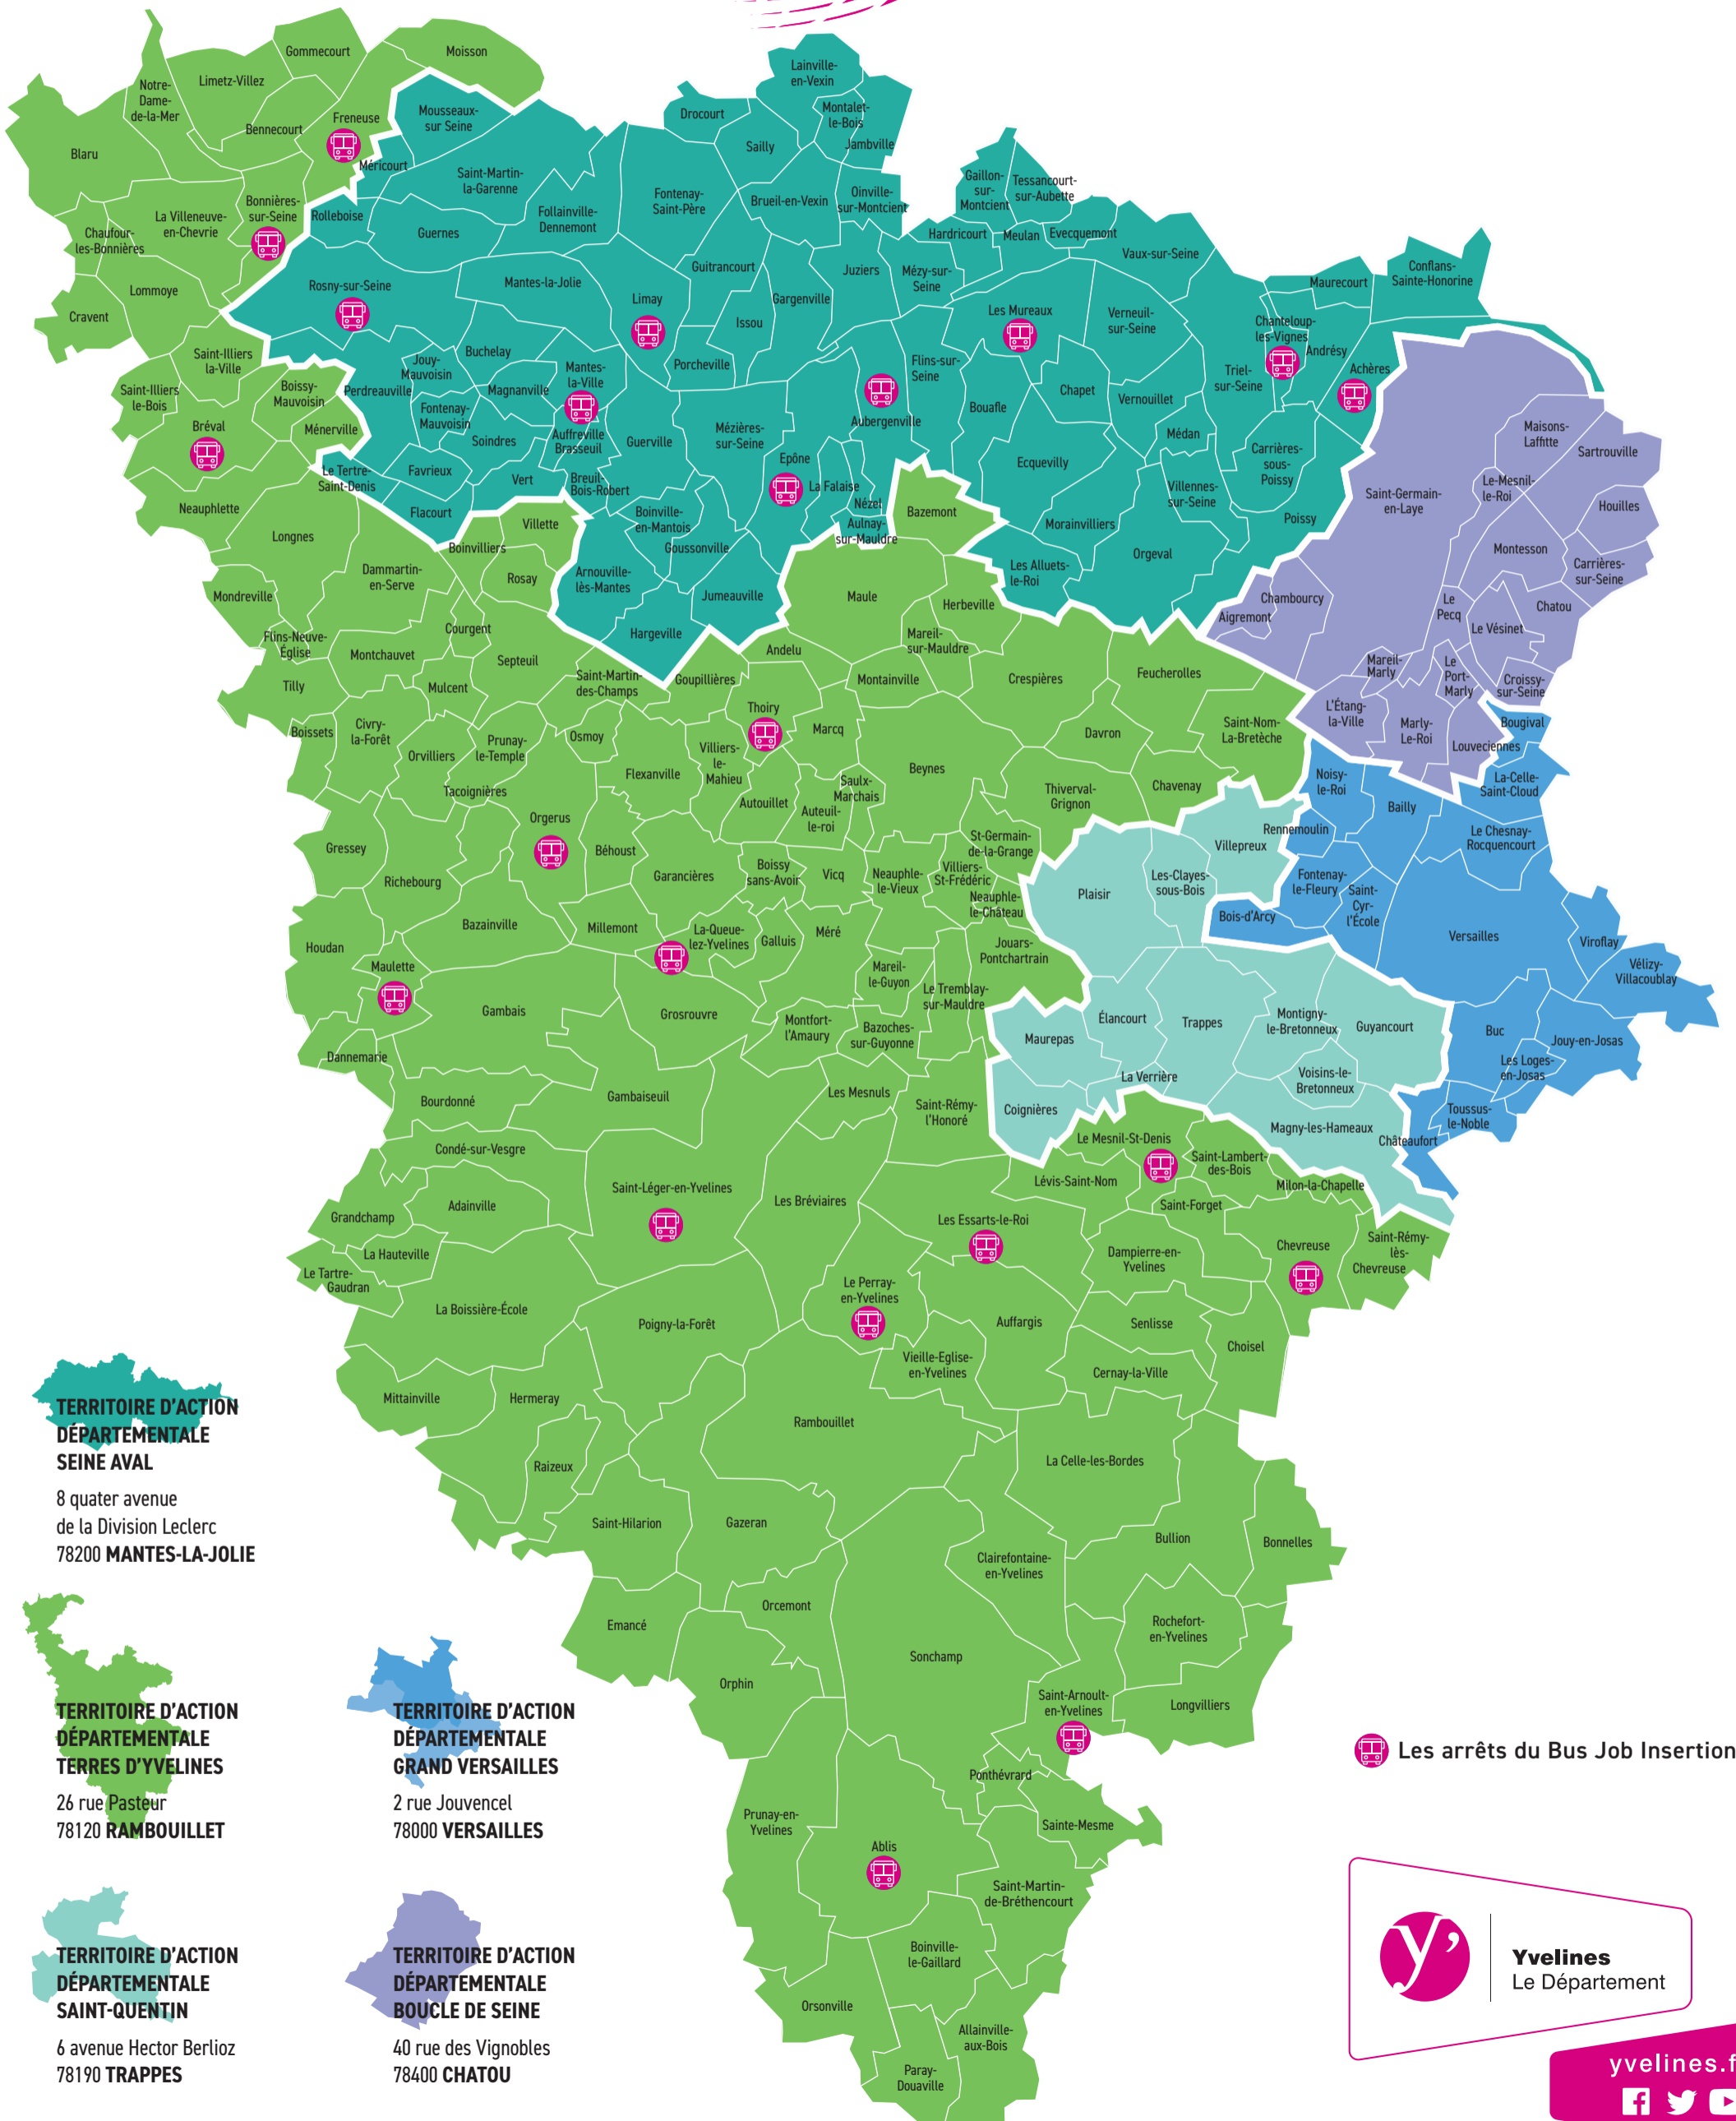 Gommecourt
Moisson
Limetz-Villez
Notre-
Dame-
de-la-Mer
Bennecourt
Freneuse
Blaru
Méricourt
Mousseaux-
sur Seine
Saint-Martin-
la-Garenne
Follainville-
Dennemont
Rolleboise
Guernes
Bonnières-
sur-Seine
La Villeneuve-
en-Chevrie
Chaufour-
les-Bonnières
Lommoye
Cravent
Rosny-sur-Seine
Mantes-la-Jolie
Limay
Drocourt
Lainville-
en-Vexin
Montalet-
le-Bois
Jambville
Sailly
Fontenay-
Saint-Père
Brueil-en-Vexin
Oinville-
sur-Montcient
Gaillon-
sur-
Montcient
Tessancourt-
sur-Aubette
Hardricourt
Meulan
Evecquemont
Vaux-sur-Seine
Guitrancourt
Gargenville
Juziers
Mézy-sur-
Seine
Issou
Porcheville
Les Mureaux
Verneuil-
sur-Seine
Maurecourt
Conflans-
Sainte-Honorine
Chanteloup-
les-Vignes
Andrésy
Achères
Triel-
sur-Seine
Saint-Illiers
la-Ville
Saint-Illiers
le-Bois
Boissy-
Mauvoisin
Ménerville
Bréval
Neauphlette
Perdreauville
Jouy-
Mauvoisin
Buchelay
Magnanville
Mantes-
la-Ville
Fontenay-
Mauvoisin
Soindres
Auffreville
Brasseuil
Guerville
Favrieux
Vert
Breuil-
Bois-Robert
Le Tertre-
Saint-Denis
Flacourt
Mézières-
sur-Seine
Epône
La Falaise
Nézel
Aulnay-
sur-Mauldre
Aubergenville
Flins-sur-
Seine
Bouafle
Chapet
Vernouillet
Médan
Ecquevilly
Villennes-
sur-Seine
Carrières-
sous-
Poissy
Poissy
Morainvilliers
Orgeval
Les Alluets-
le-Roi
Boinville-
en-Mantois
Goussonville
Arnouville-
lès-Mantes
Jumeauville
Hargeville
Bazemont
Maisons-
Laffitte
Sartrouville
Le-Mesnil-
le-Roi
Saint-Germain-
en-Laye
Houilles
Montesson
Carrières-
sur-Seine
Chambourcy
Aigremont
Le
Pecq
Chatou
Le Vésinet
Mareil-
Marly
Le
Port-
Marly
Croissy-
sur-Seine
L'Étang-
la-Ville
Marly-
Le-Roi
Louveciennes
Bougival
La-Celle-
Saint-Cloud
Longnes
Villette
Boinvilliers
Rosay
Dammartin-
en-Serve
Mondreville
Flins-Neuve-
Église
Tilly
Montchauvet
Courgent
Septeuil
Mulcent
Saint-Martin-
des-Champs
Goupillières
Andelu
Maule
Herbeville
Mareil-
sur-Mauldre
Montainville
Crespières
Feucherolles
Davron
Saint-Nom-
La-Bretèche
Chavenay
Thiverval-
Grignon
Beynes
Boissets
Civry-
la-Forêt
Orvilliers
Prunay-
le-Temple
Osmoy
Tacoignières
Flexanville
Villiers-
le-
Mahieu
Thoiry
Marcq
Saulx-
Marchais
Autouillet
Auteuil-
le-roi
Orgerus
Gressey
Richebourg
Béhoust
Garancières
Boissy
sans-Avoir
Vicq
Neauphle-
le-Vieux
Villiers-
St-Frédéric
St-Germain-
de-la-Grange
Neauphle-
le-Château
Plaisir
Les-Clayes-
sous-Bois
Villepreux
Rennemoulin
Noisy-
le-Roi
Bailly
Le Chesnay-
Rocquencourt
Fontenay-
le-Fleury
Saint-
Cyr-
l'École
Bois-d'Arcy
Versailles
Viroflay
Vélizy-
Villacoublay
Houdan
Maulette
Bazainville
Millemont
La-Queue-
lez-Yvelines
Galluis
Méré
Mareil-
le-Guyon
Jouars-
Pontchartrain
Le Tremblay-
sur-Mauldre
Gambais
Grosrouvre
Montfort-
l'Amaury
Bazoches-
sur-Guyonne
Dannemarie
Bourdonné
Gambaiseuil
Les Mesnuls
Saint-Rémy-
l'Honoré
Maurepas
Élancourt
Trappes
Montigny-
le-Bretonneux
Guyancourt
La Verrière
Voisins-le-
Bretonneux
Coignières
Magny-les-Hameaux
Buc
Les Loges-
en-Josas
Jouy-en-Josas
Toussus-
le-Noble
Châteaufort
Condé-sur-Vesgre
Adainville
Grandchamp
La Hauteville
Le Tartre-
Gaudran
La Boissière-École
Saint-Léger-en-Yvelines
Les Bréviaires
Les Essarts-le-Roi
Lévis-Saint-Nom
Le Mesnil-St-Denis
Saint-Lambert-
des-Bois
Milon-la-Chapelle
Saint-Forget
Chevreuse
Saint-Rémy-
lès-
Chevreuse
Dampierre-en-
Yvelines
Senlisse
Choisel
Cernay-la-Ville
Auffargis
Le Perray-
en-Yvelines
Vieille-Eglise-
en-Yvelines
Poigny-la-Forêt
Mittainville
Hermeray
Raizeux
Rambouillet
La Celle-les-Bordes
Saint-Hilarion
Gazeran
Clairefontaine-
en-Yvelines
Bullion
Bonnelles
Emancé
Orcemont
Rochefort-
en-Yvelines
Sonchamp
Orphin
Longvilliers
Saint-Arnoult-
en-Yvelines
Ponthévrard
Sainte-Mesme
Prunay-en-
Yvelines
Ablis
Saint-Martin-
de-Bréthencourt
Boinville-
le-Gaillard
Orsonville
Allainville-
aux-Bois
Paray-
Douaville
TERRITOIRE D'ACTION
DÉPARTEMENTALE
SEINE AVAL
8 quater avenue
de la Division Leclerc
78200 MANTES-LA-JOLIE
TERRITOIRE D'ACTION
DÉPARTEMENTALE
TERRES D'YVELINES
26 rue Pasteur
78120 RAMBOUILLET
TERRITOIRE D'ACTION
DÉPARTEMENTALE
GRAND VERSAILLES
2 rue Jouvencel
78000 VERSAILLES
TERRITOIRE D'ACTION
DÉPARTEMENTALE
SAINT-QUENTIN
6 avenue Hector Berlioz
78190 TRAPPES
TERRITOIRE D'ACTION
DÉPARTEMENTALE
BOUCLE DE SEINE
40 rue des Vignobles
78400 CHATOU
Les arrêts du Bus Job Insertion
y'
Yvelines
Le Département
yvelines.f